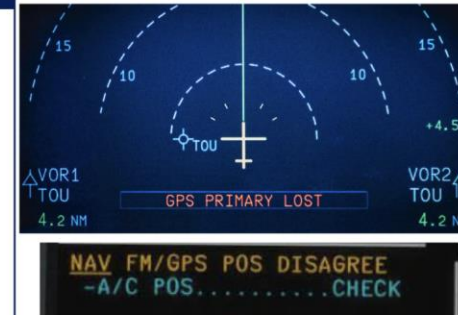 15
15
10
10
TOU
+4.5
VOR1
TOU
4.2 NM
GPS PRIMARY LOST
VOR2
TOU
4.2 N
NAV FM/GPS POS DISAGREE
-A/C POS..........CHECK